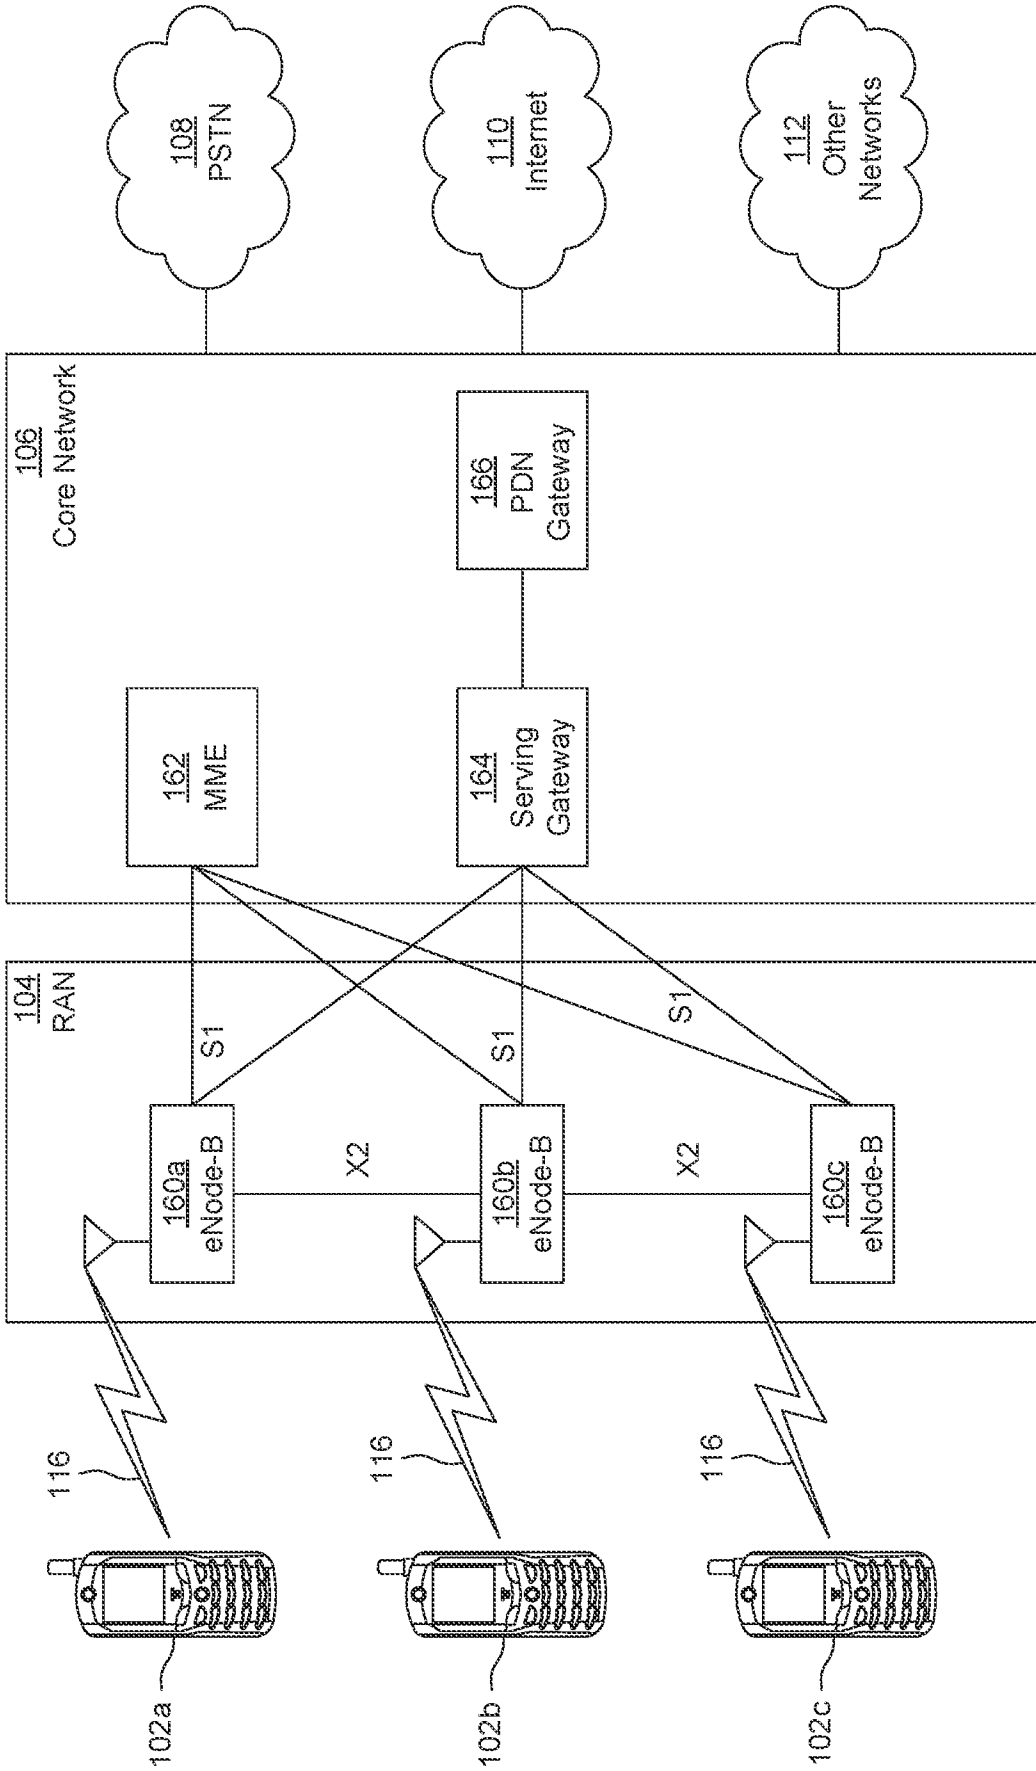 102a
102b
102c
116
116
116
104
RAN
160a
eNode-B
160b
eNode-B
160c
eNode-B
X2
X2
S1
S1
S1
106
Core Network
162
MME
164
Serving
Gateway
166
PDN
Gateway
108
PSTN
110
Internet
112
Other
Networks